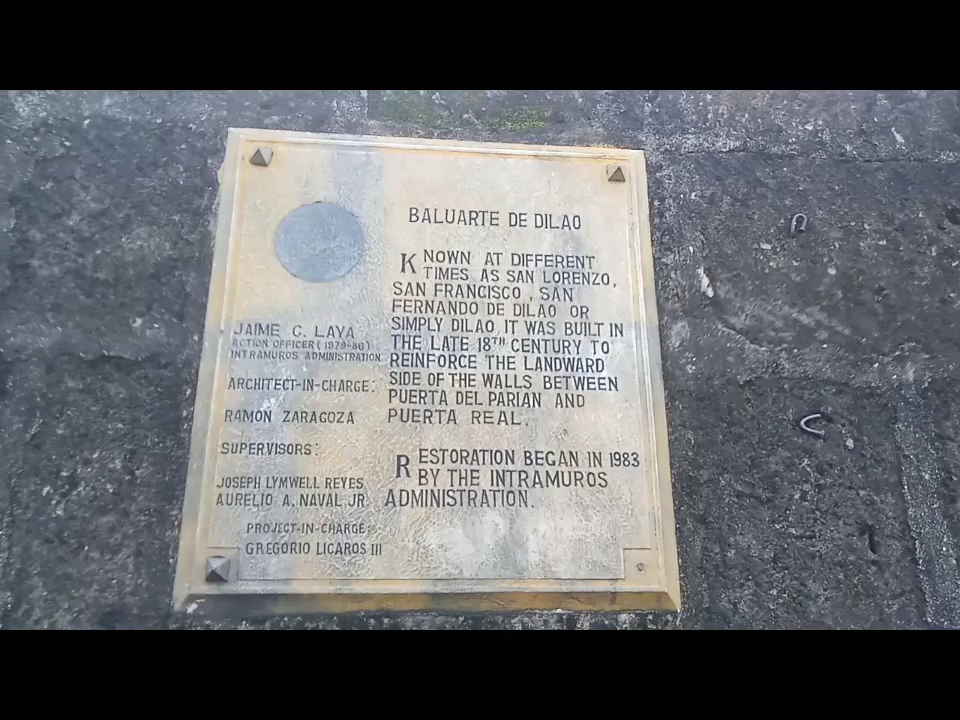 BALUARTE DE DILAO
KNOWN AT DIFFERENT
TIMES AS SAN LORENZO,
SAN FRANCISCO, SAN
FERNANDO DE DILAO OR
SIMPLY DILAO, IT WAS BUILT IN
THE LATE 18TH CENTURY TO
REINFORCE THE LANDWARD
SIDE OF THE WALLS BETWEEN
PUERTA DEL PARIAN AND
PUERTA REAL.
RESTORATION BEGAN IN 1983
BY THE INTRAMUROS
ADMINISTRATION.
JAIME C. LAYA
ACTION OFFICER (1979-86)
INTRAMUROS ADMINISTRATION
ARCHITECT-IN-CHARGE:
RAMON ZARAGOZA
SUPERVISORS:
JOSEPH LYMWELL REYES
AURELIO A. NAVAL JR.
PROJECT-IN-CHARGE:
GREGORIO LICAROS III